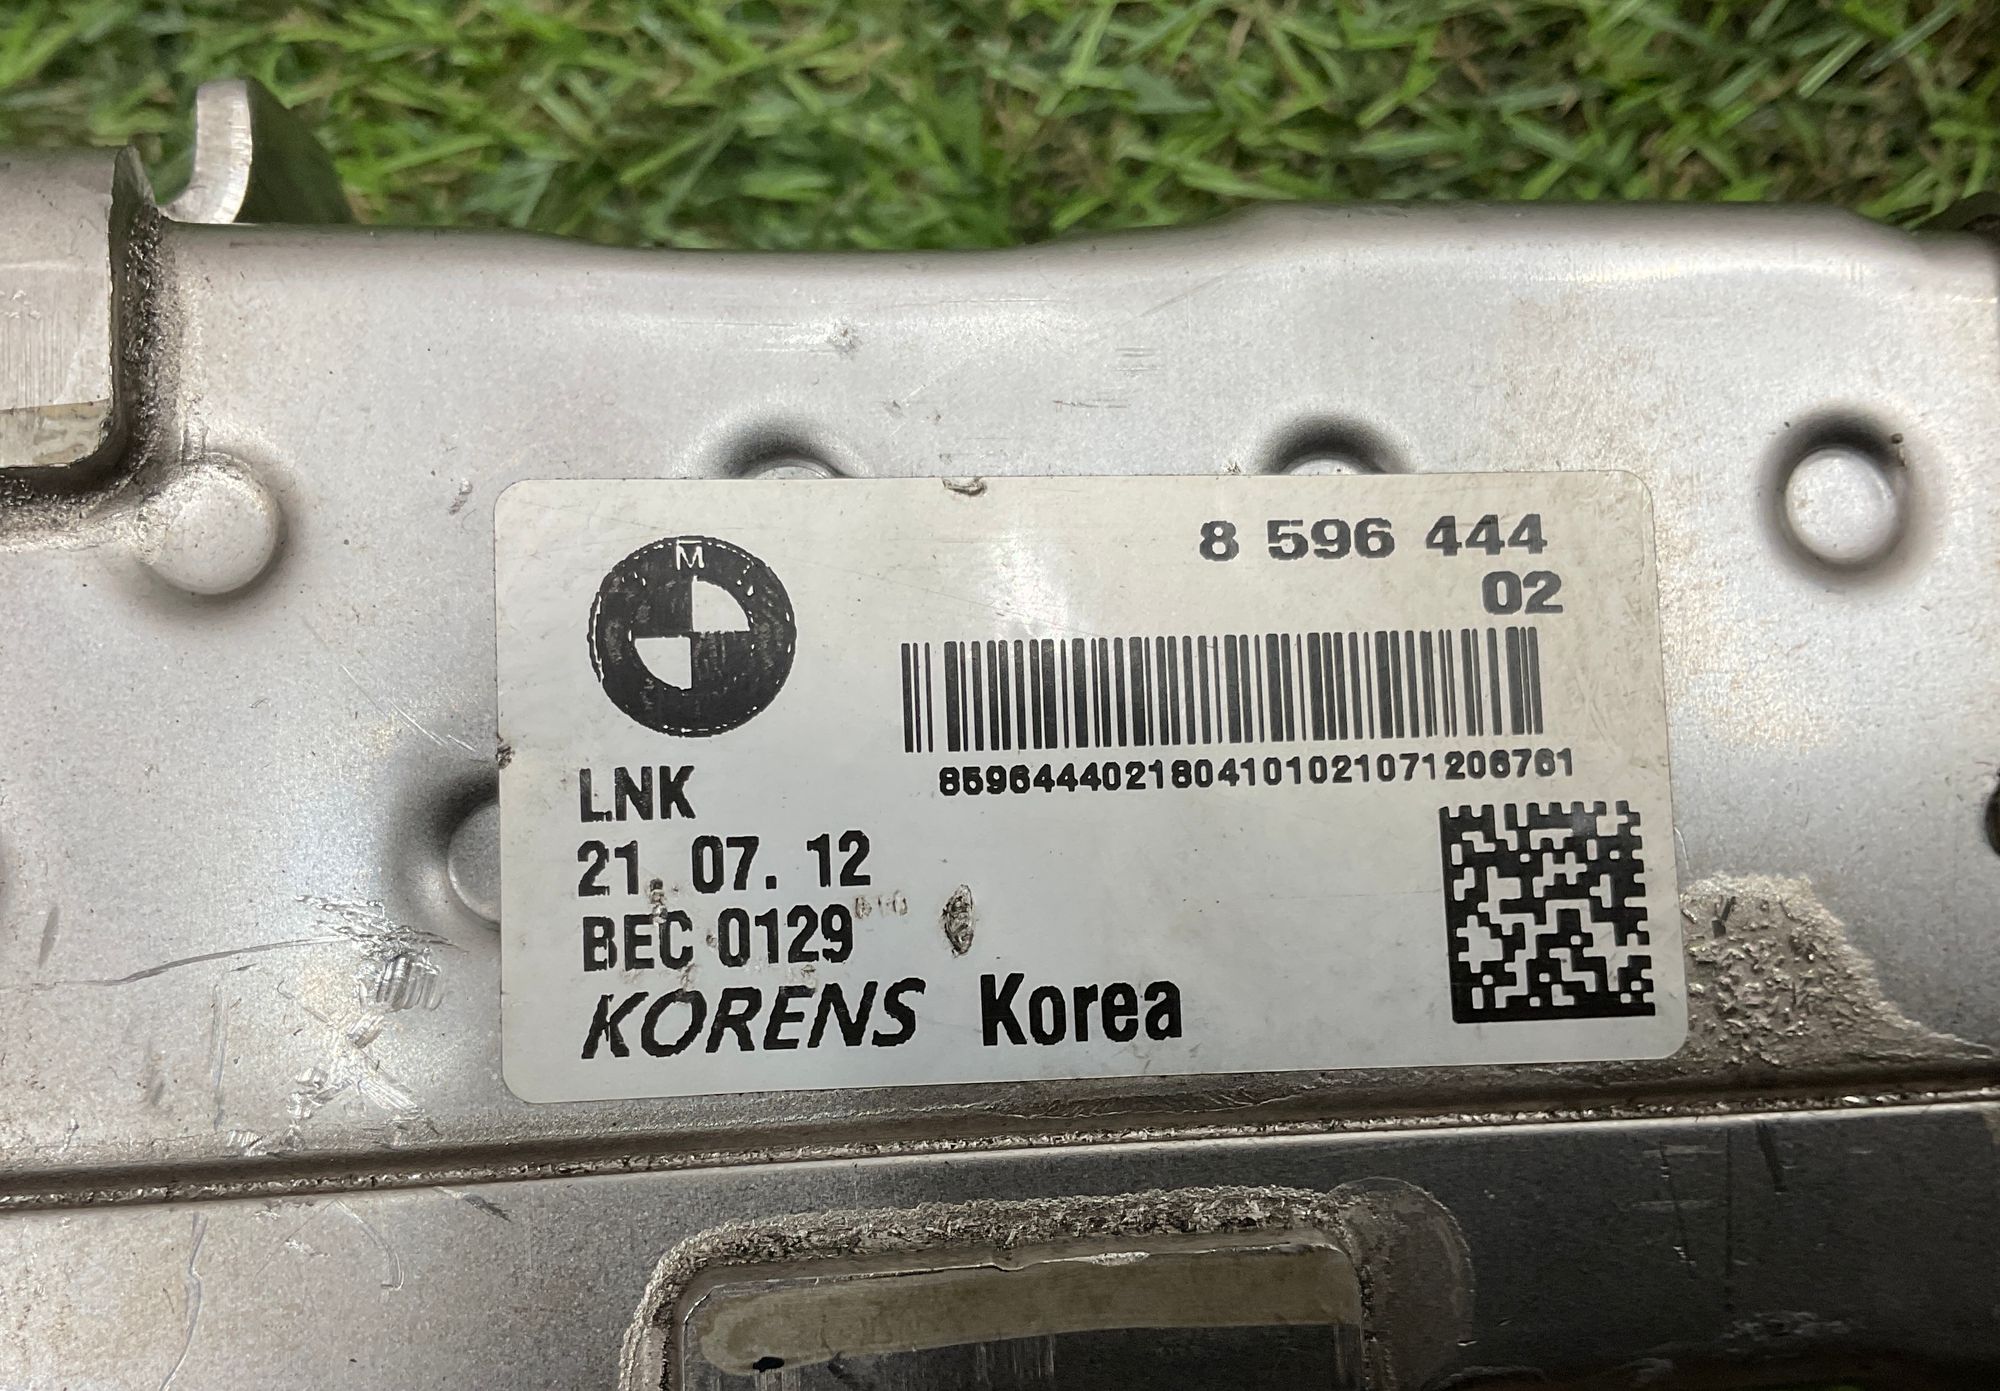 M
8 596 444
02
8596444021804101021071206761
LNK
21. 07. 12
BEC 0129
KORENS Korea